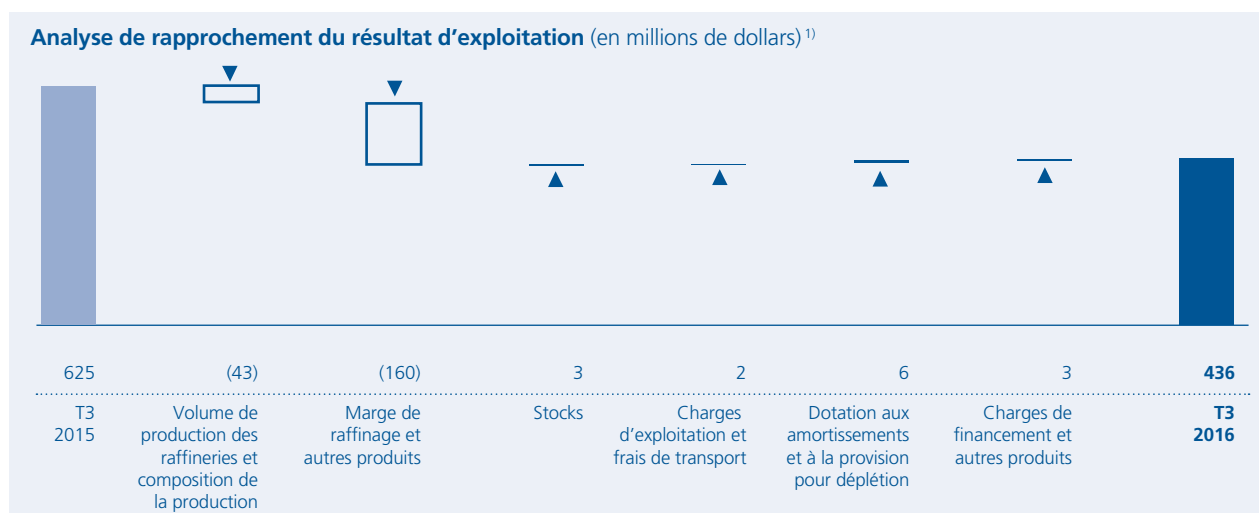 Analyse de rapprochement du résultat d'exploitation (en millions de dollars) 1)
625 (43) (160) 3 2 6 3 436
T3 Volume de Marge de Stocks Charges Dotation aux Charges de T3
2015 production des raffinage et d'exploitation et amortissements financement et 2016
raffineries et autres produits frais de transport et à la provision autres produits
composition de pour déplétion
la production